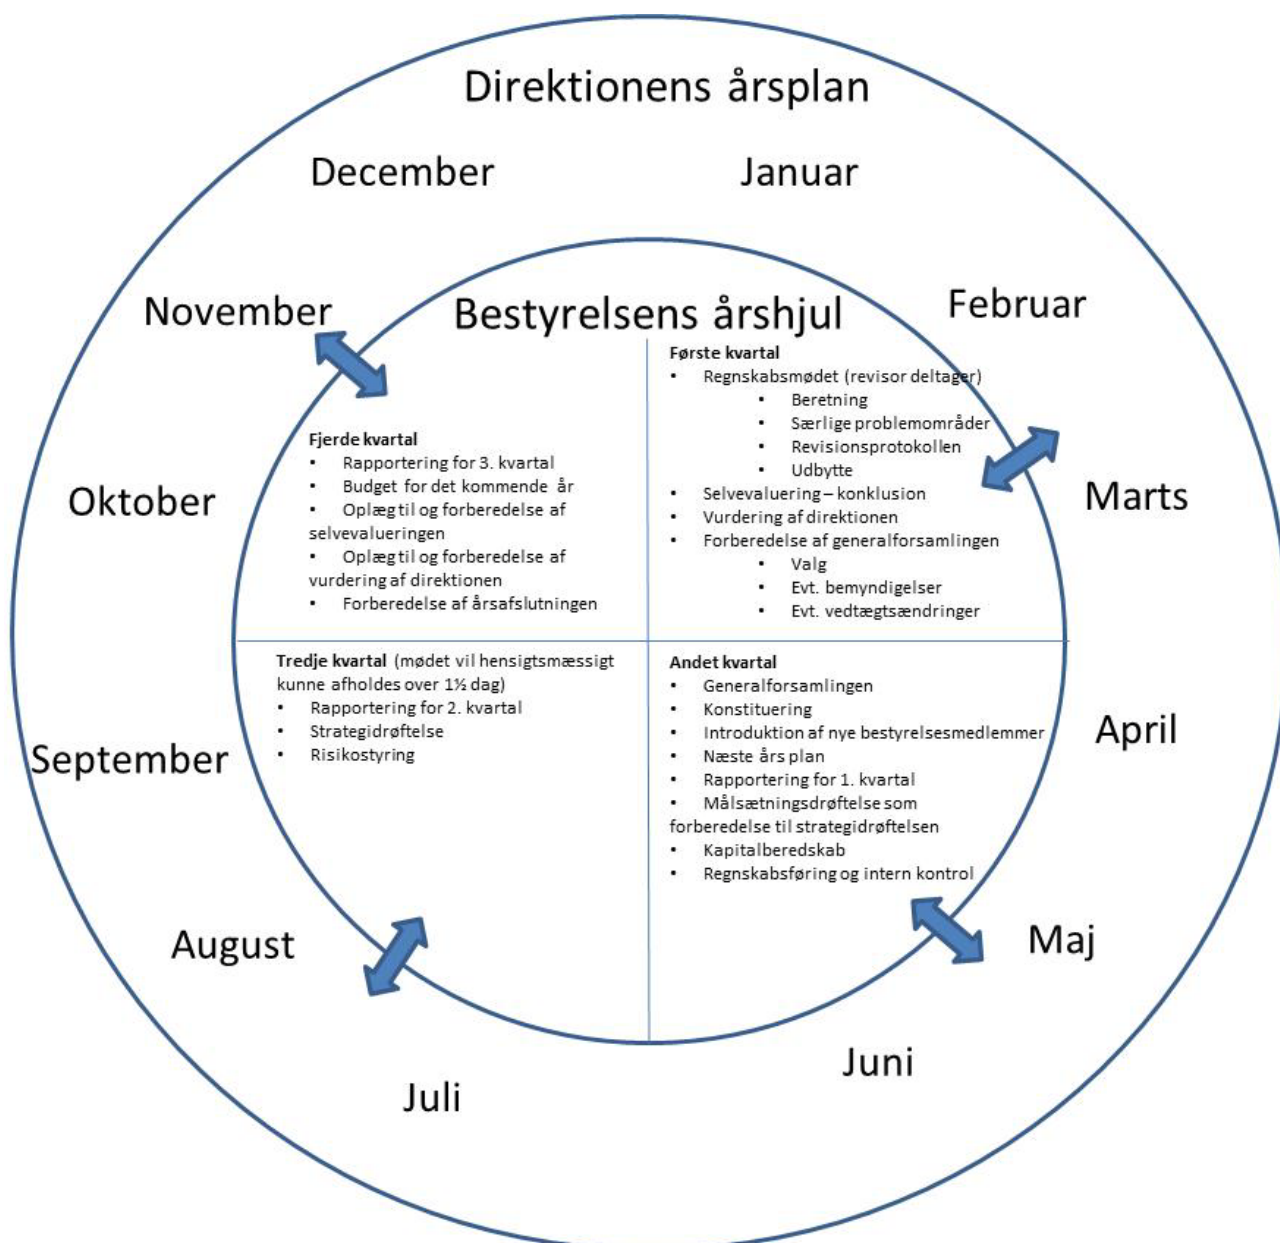 Direktionens årsplan
December
Januar
November
Februar
Oktober
Marts
September
April
August
Maj
Juli
Juni
Bestyrelsens årshjul
Første kvartal
• Regnskabsmødet (revisor deltager)
• Beretning
• Særlige problemområder
• Revisionsprotokollen
• Udbytte
• Selvevaluering – konklusion
• Vurdering af direktionen
• Forberedelse af generalforsamlingen
• Valg
• Evt. bemyndigelser
• Evt. vedtægtsændringer
Andet kvartal
• Generalforsamlingen
• Konstituering
• Introduktion af nye bestyrelsesmedlemmer
• Næste års plan
• Rapportering for 1. kvartal
• Målsætningsdrøftelse som
forberedelse til strategidrøftelsen
• Kapitalberedskab
• Regnskabsføring og intern kontrol
Tredje kvartal (mødet vil hensigtsmæssigt
kunne afholdes over 1½ dag)
• Rapportering for 2. kvartal
• Strategidrøftelse
• Risikostyring
Fjerde kvartal
• Rapportering for 3. kvartal
• Budget for det kommende år
• Oplæg til og forberedelse af
selvevalueringen
• Oplæg til og forberedelse af
vurdering af direktionen
• Forberedelse af årsafslutningen